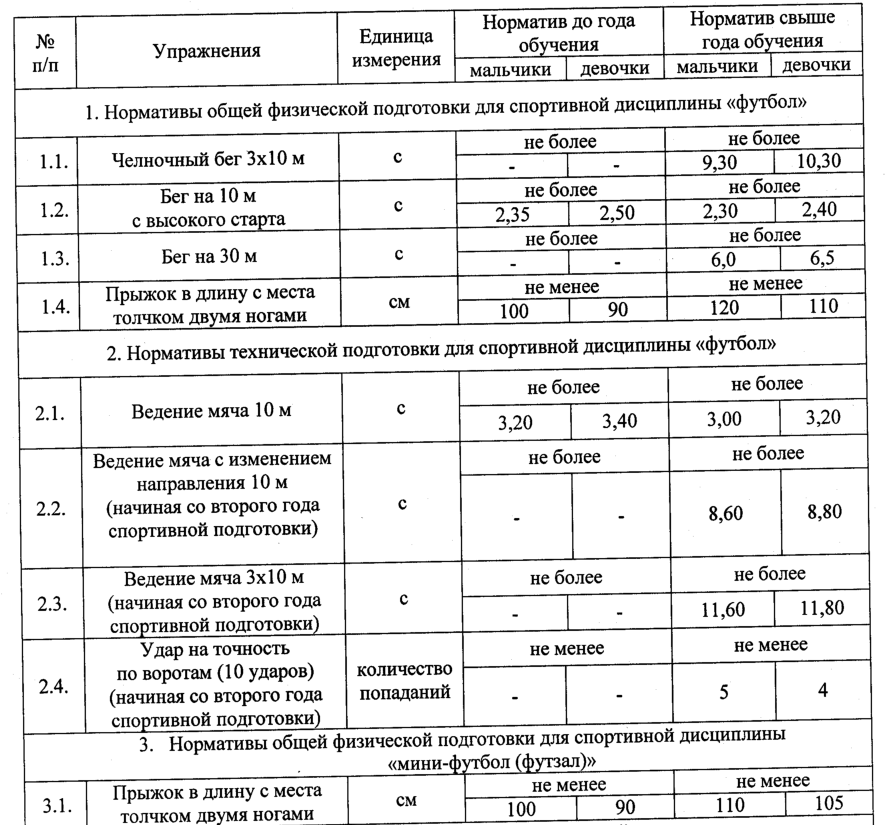 № п/п | Упражнения | Единица измерения | Норматив до года обучения | Норматив свыше года обучения
мальчики | девочки | мальчики | девочки
1. Нормативы общей физической подготовки для спортивной дисциплины «футбол»
1.1. | Челночный бег 3х10 м | с | не более | не более
- | - | 9,30 | 10,30
1.2. | Бег на 10 м с высокого старта | с | не более | не более
2,35 | 2,50 | 2,30 | 2,40
1.3. | Бег на 30 м | с | не более | не более
- | - | 6,0 | 6,5
1.4. | Прыжок в длину с места толчком двумя ногами | см | не менее | не менее
100 | 90 | 120 | 110
2. Нормативы технической подготовки для спортивной дисциплины «футбол»
2.1. | Ведение мяча 10 м | с | не более | не более
3,20 | 3,40 | 3,00 | 3,20
2.2. | Ведение мяча с изменением направления 10 м (начиная со второго года спортивной подготовки) | с | не более | не более
- | - | 8,60 | 8,80
2.3. | Ведение мяча 3х10 м (начиная со второго года спортивной подготовки) | с | не более | не более
- | - | 11,60 | 11,80
2.4. | Удар на точность по воротам (10 ударов) (начиная со второго года спортивной подготовки) | количество попаданий | не менее | не менее
- | - | 5 | 4
3. Нормативы общей физической подготовки для спортивной дисциплины
«мини-футбол (футзал)»
3.1. | Прыжок в длину с места толчком двумя ногами | см | не менее | не менее
100 | 90 | 110 | 105